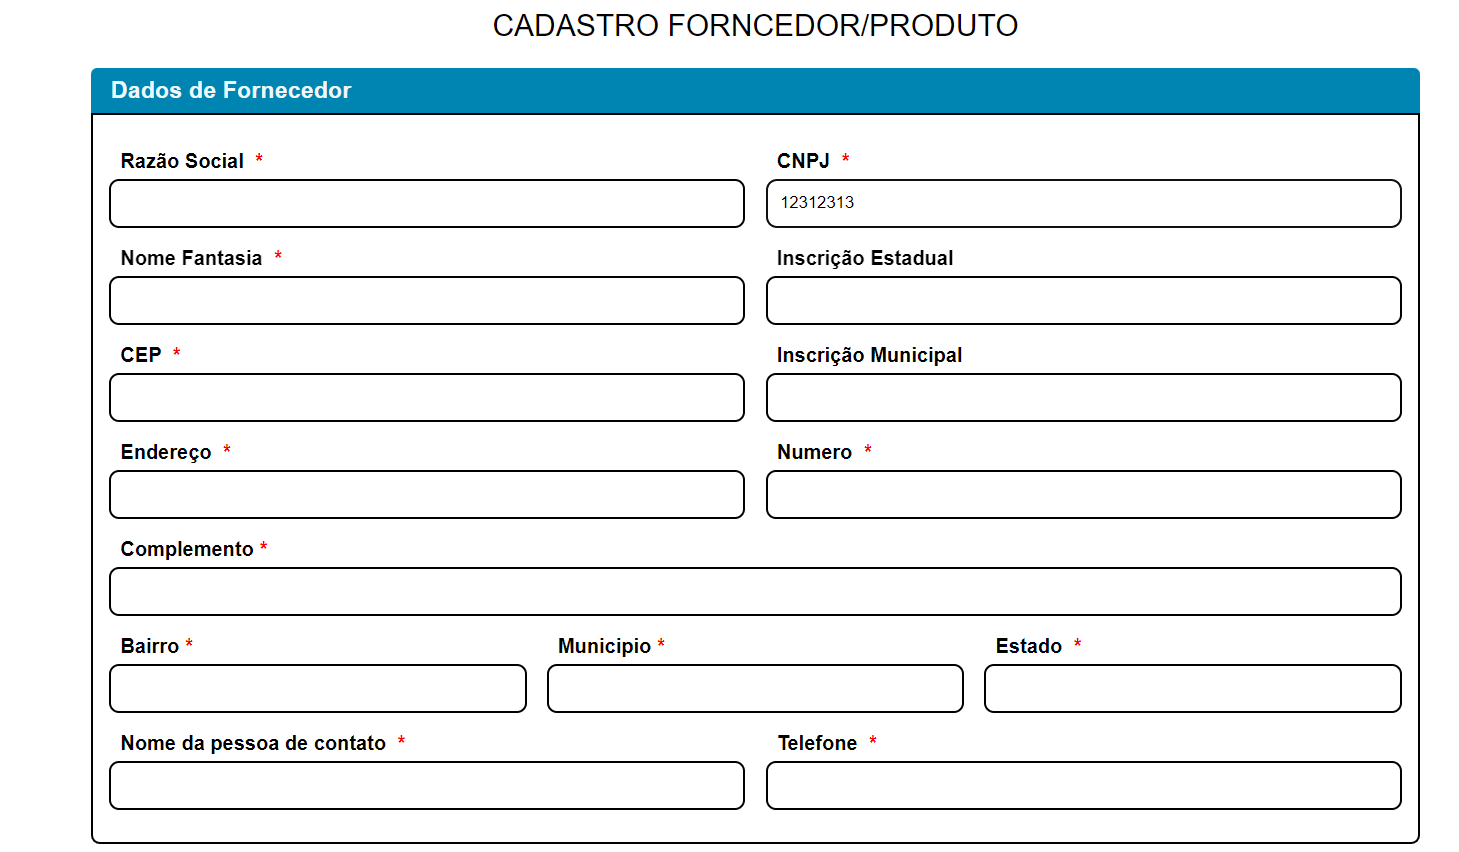 CADASTRO FORNCEDOR/PRODUTO
Dados de Fornecedor
Razão Social *
CNPJ *
12312313
Nome Fantasia *
Inscrição Estadual
CEP *
Inscrição Municipal
Endereço *
Numero *
Complemento *
Bairro *
Municipio *
Estado *
Nome da pessoa de contato *
Telefone *